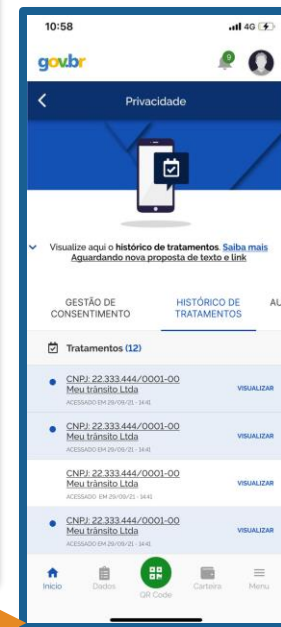 10:58
4G
gov.br
9
Privacidade
Visualize aqui o histórico de tratamentos. Saiba mais
Aguardando nova proposta de texto e link
GESTÃO DE CONSENTIMENTO
HISTÓRICO DE TRATAMENTOS
AU
Tratamentos (12)
CNPJ: 22.333.444/0001-00
Meu trânsito Ltda
VISUALIZAR
ACESSADO EM 29/09/21 - 14:41
CNPJ: 22.333.444/0001-00
Meu trânsito Ltda
VISUALIZAR
ACESSADO EM 29/09/21 - 14:41
CNPJ: 22.333.444/0001-00
Meu trânsito Ltda
VISUALIZAR
ACESSADO EM 29/09/21 - 14:41
CNPJ: 22.333.444/0001-00
Meu trânsito Ltda
VISUALIZAR
ACESSADO EM 29/09/21 - 14:41
Início
Dados
QR Code
Carteira
Menu